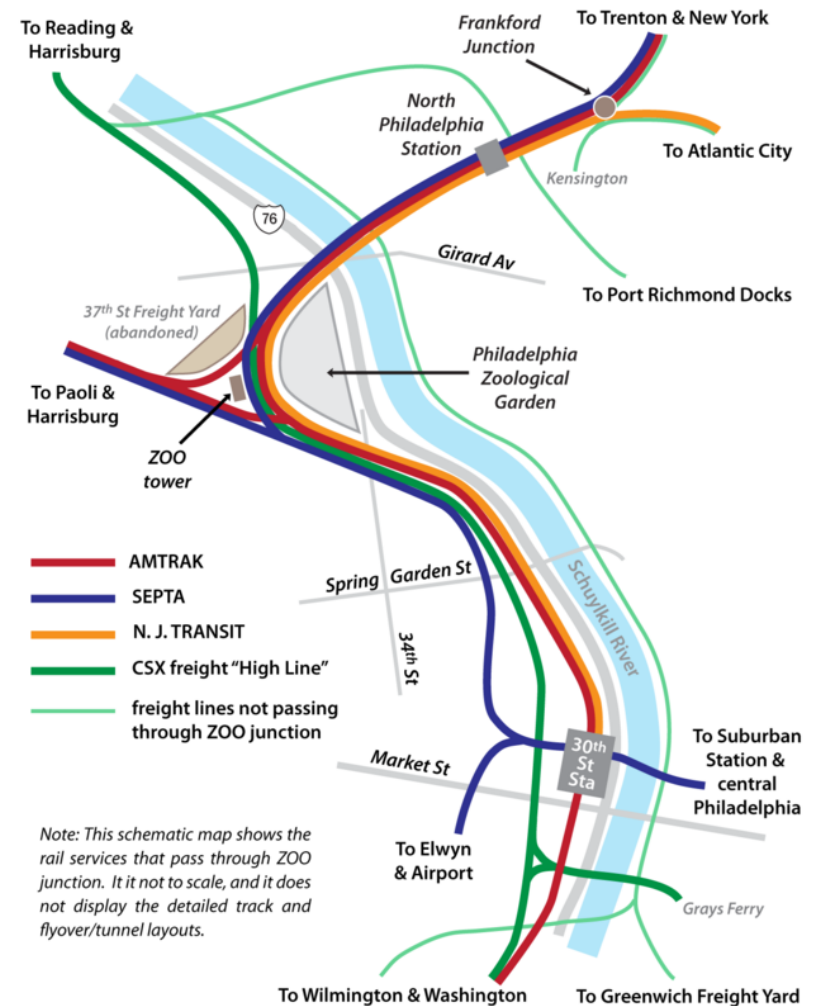 To Reading &
Harrisburg
Frankford
Junction
To Trenton & New York
North
Philadelphia
Station
To Atlantic City
Kensington
76
Girard Av
To Port Richmond Docks
37th St Freight Yard
(abandoned)
Philadelphia
Zoological
Garden
To Paoli &
Harrisburg
ZOO
tower
AMTRAK
SEPTA
N. J. TRANSIT
CSX freight “High Line”
freight lines not passing
through ZOO junction
Spring Garden St
34th St
Schuylkill River
Market St
30th
St
Sta
To Suburban
Station &
central
Philadelphia
To Elwyn
& Airport
Grays Ferry
Note: This schematic map shows the
rail services that pass through ZOO
junction. It it not to scale, and it does
not display the detailed track and
flyover/tunnel layouts.
To Wilmington & Washington
To Greenwich Freight Yard